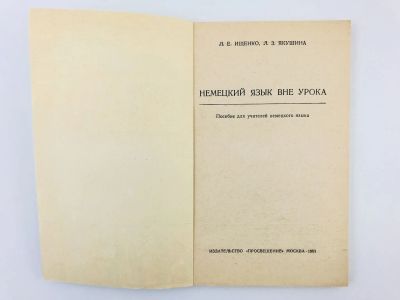 Л. Е. ИЩЕНКО, Л. З. ЯКУШИНА
НЕМЕЦКИЙ ЯЗЫК ВНЕ УРОКА
Пособие для учителей немецкого языка
ИЗДАТЕЛЬСТВО «ПРОСВЕЩЕНИЕ» МОСКВА